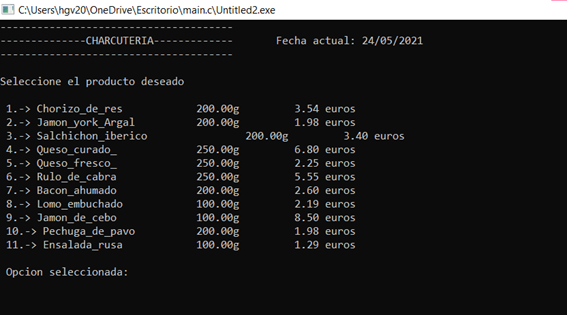 C:\Users\hgv20\OneDrive\Escritorio\main.c\Untitled2.exe
-------------------------------------
--------------CHARCUTERIA------------- Fecha actual: 24/05/2021
-------------------------------------
Seleccione el producto deseado
1.-> Chorizo_de_res 200.00g 3.54 euros
2.-> Jamon_york_Argal 200.00g 1.98 euros
3.-> Salchichon_iberico 200.00g 3.40 euros
4.-> Queso_curado_ 250.00g 6.80 euros
5.-> Queso_fresco_ 250.00g 2.25 euros
6.-> Rulo_de_cabra 250.00g 5.55 euros
7.-> Bacon_ahumado 200.00g 2.60 euros
8.-> Lomo_embuchado 100.00g 2.19 euros
9.-> Jamon_de_cebo 100.00g 8.50 euros
10.-> Pechuga_de_pavo 200.00g 1.98 euros
11.-> Ensalada_rusa 100.00g 1.29 euros
Opcion seleccionada: